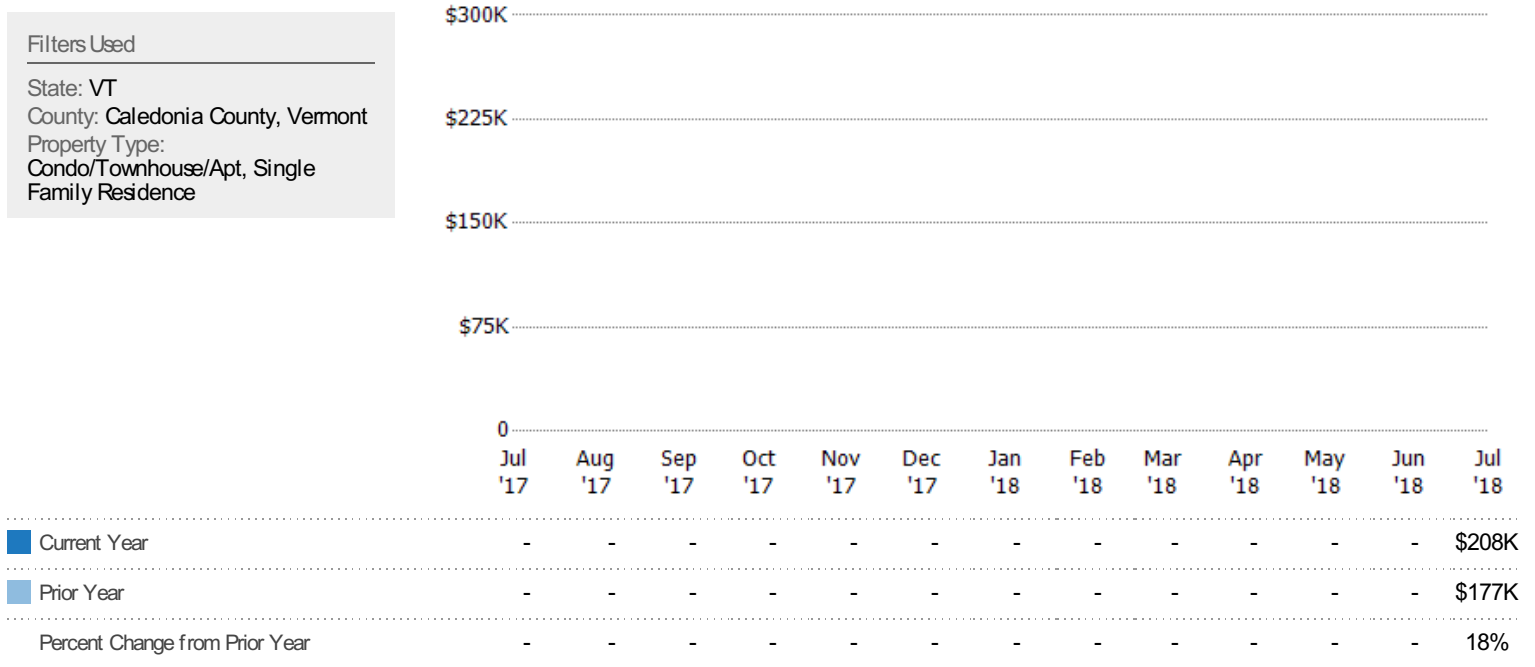 Filters Used
State: VT
County: Caledonia County, Vermont
Property Type:
Condo/Townhouse/Apt, Single
Family Residence
$300K
$225K
$150K
$75K
0
Jul Aug Sep Oct Nov Dec Jan Feb Mar Apr May Jun Jul
'17 '17 '17 '17 '17 '17 '18 '18 '18 '18 '18 '18 '18
Current Year - - - - - - - - - - - - $208K
Prior Year - - - - - - - - - - - - $177K
Percent Change from Prior Year - - - - - - - - - - - - 18%